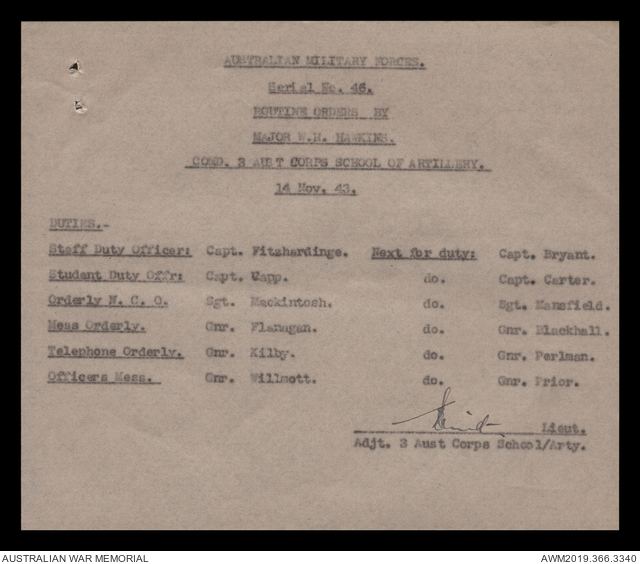 AUSTRALIAN MILITARY FORCES.
Serial No. 46.
ROUTINE ORDERS BY
MAJOR W.R. HAWKINS.
COMD. 3 AUST CORPS SCHOOL OF ARTILLERY.
14 Nov. 43.
DUTIES.-
Staff Duty Officer: Capt. Fitzhardinge. Next for duty: Capt. Bryant.
Student Duty Offr: Capt. Capp. do. Capt. Carter.
Orderly N. C. O. Sgt. Mackintosh. do. Sgt. Mansfield.
Mess Orderly. Gnr. Flanagan. do. Gnr. Blackhall.
Telephone Orderly. Gnr. Kilby. do. Gnr. Perlman.
Officers Mess. Gnr. Willmott. do. Gnr. Prior.
Lieut.
Adjt. 3 Aust Corps School/Arty.
AUSTRALIAN WAR MEMORIAL AWM2019.366.3340